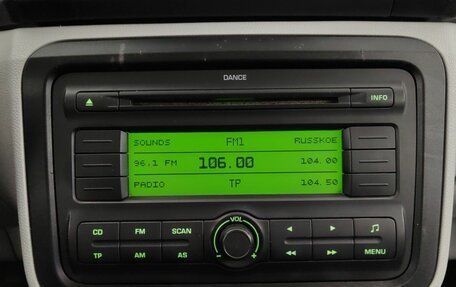 DANCE
INFO
SOUNDS FM1 RUSSKOE
96.1 FM 106.00 104.00
PADIO TP 104.50
VOL
CD FM SCAN
TP AM AS
MENU